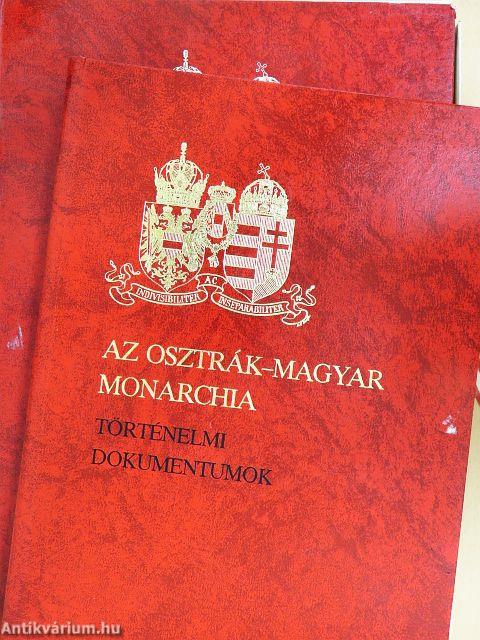 INDIVISIBILITER AC INSEPARABILITER
AZ OSZTRÁK–MAGYAR
MONARCHIA
TÖRTÉNELMI
DOKUMENTUMOK
Antikvárium.hu